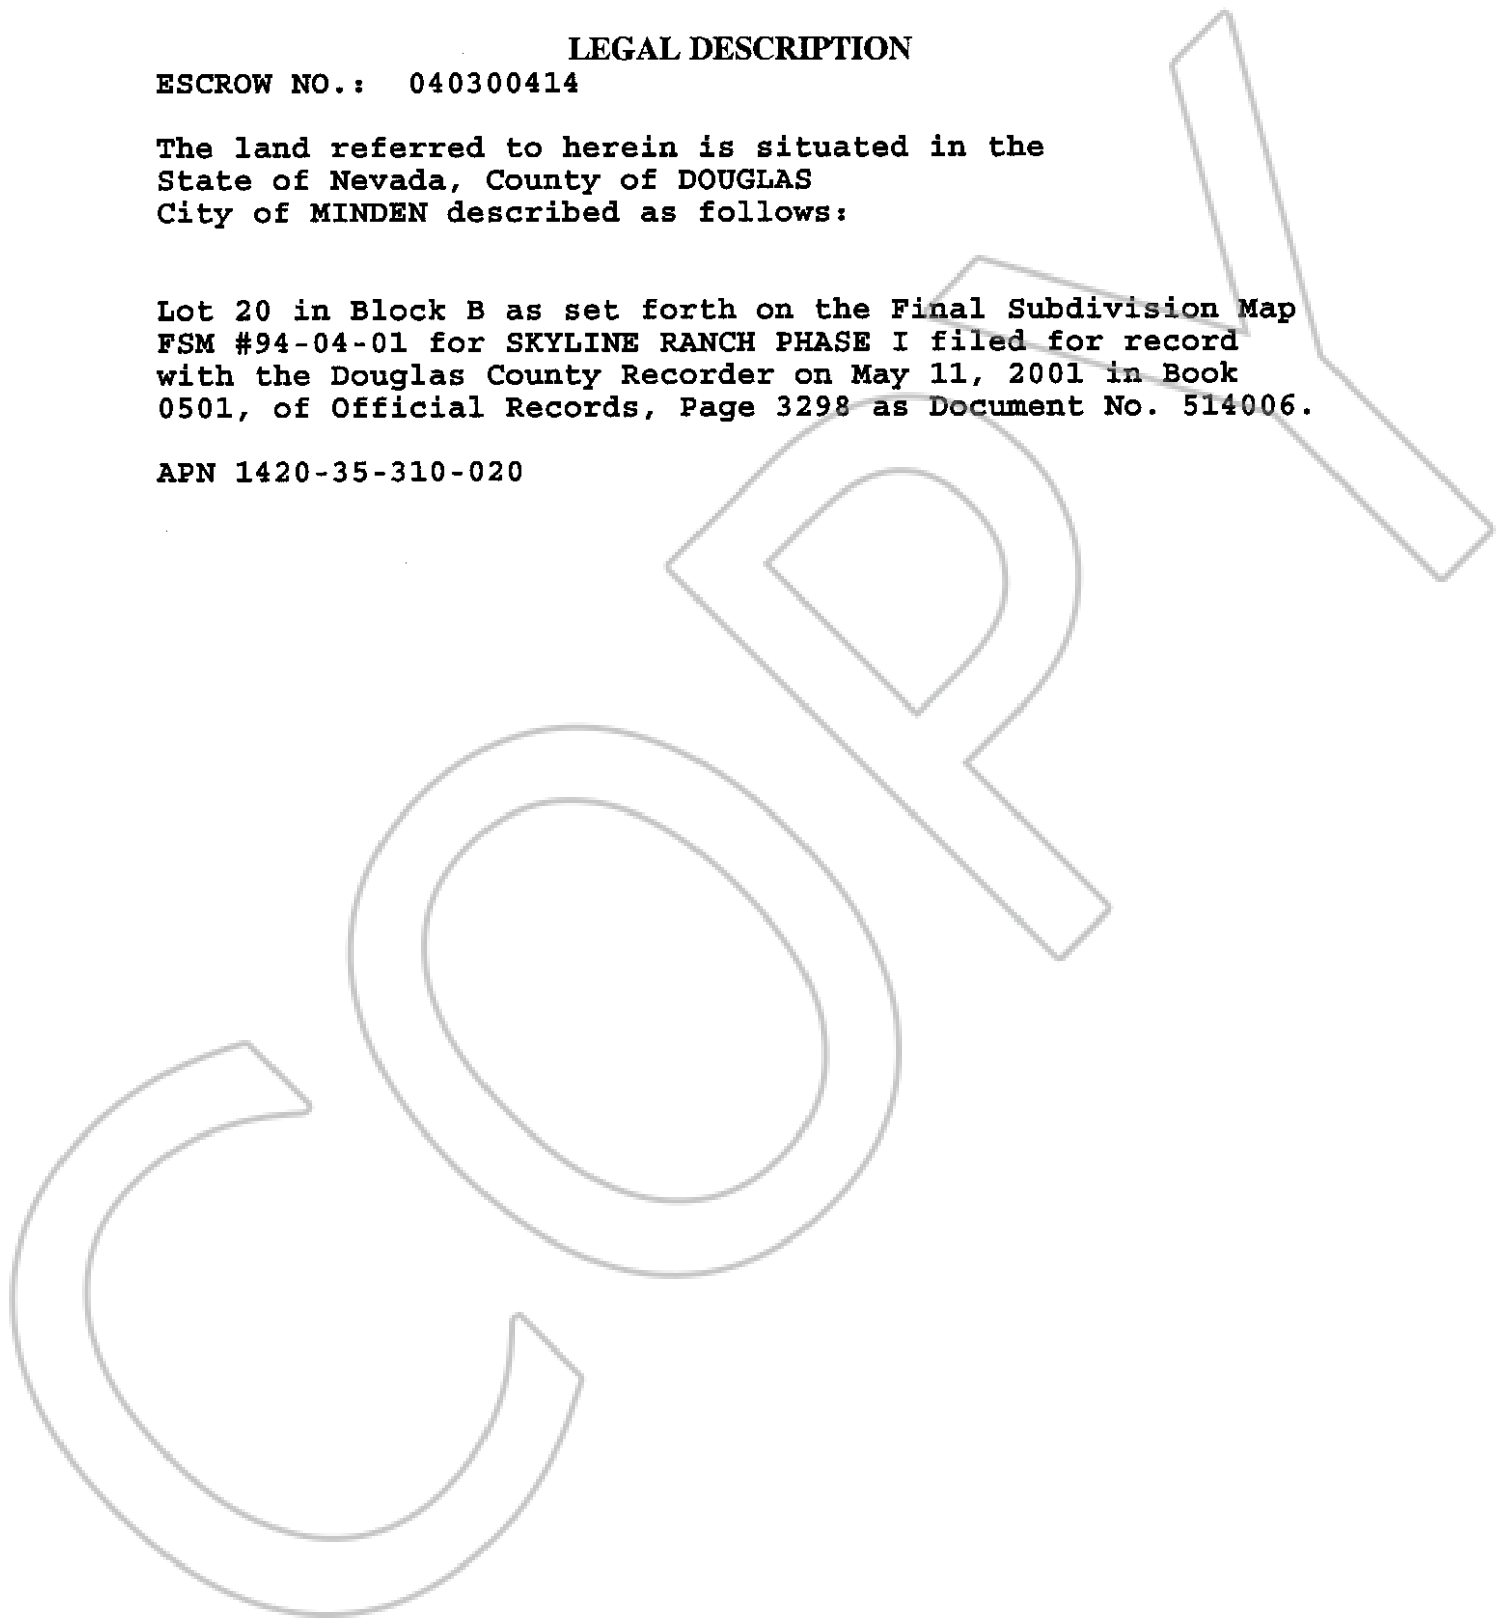 LEGAL DESCRIPTION
ESCROW NO.: 040300414
The land referred to herein is situated in the
State of Nevada, County of DOUGLAS
City of MINDEN described as follows:
Lot 20 in Block B as set forth on the Final Subdivision Map
FSM #94-04-01 for SKYLINE RANCH PHASE I filed for record
with the Douglas County Recorder on May 11, 2001 in Book
0501, of Official Records, Page 3298 as Document No. 514006.
APN 1420-35-310-020
COPY